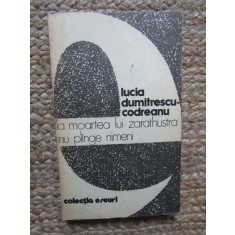 lucia
dumitrescu-
codreanu
la moartea lui zarathustra
nu plînge nimeni
colecția eseuri